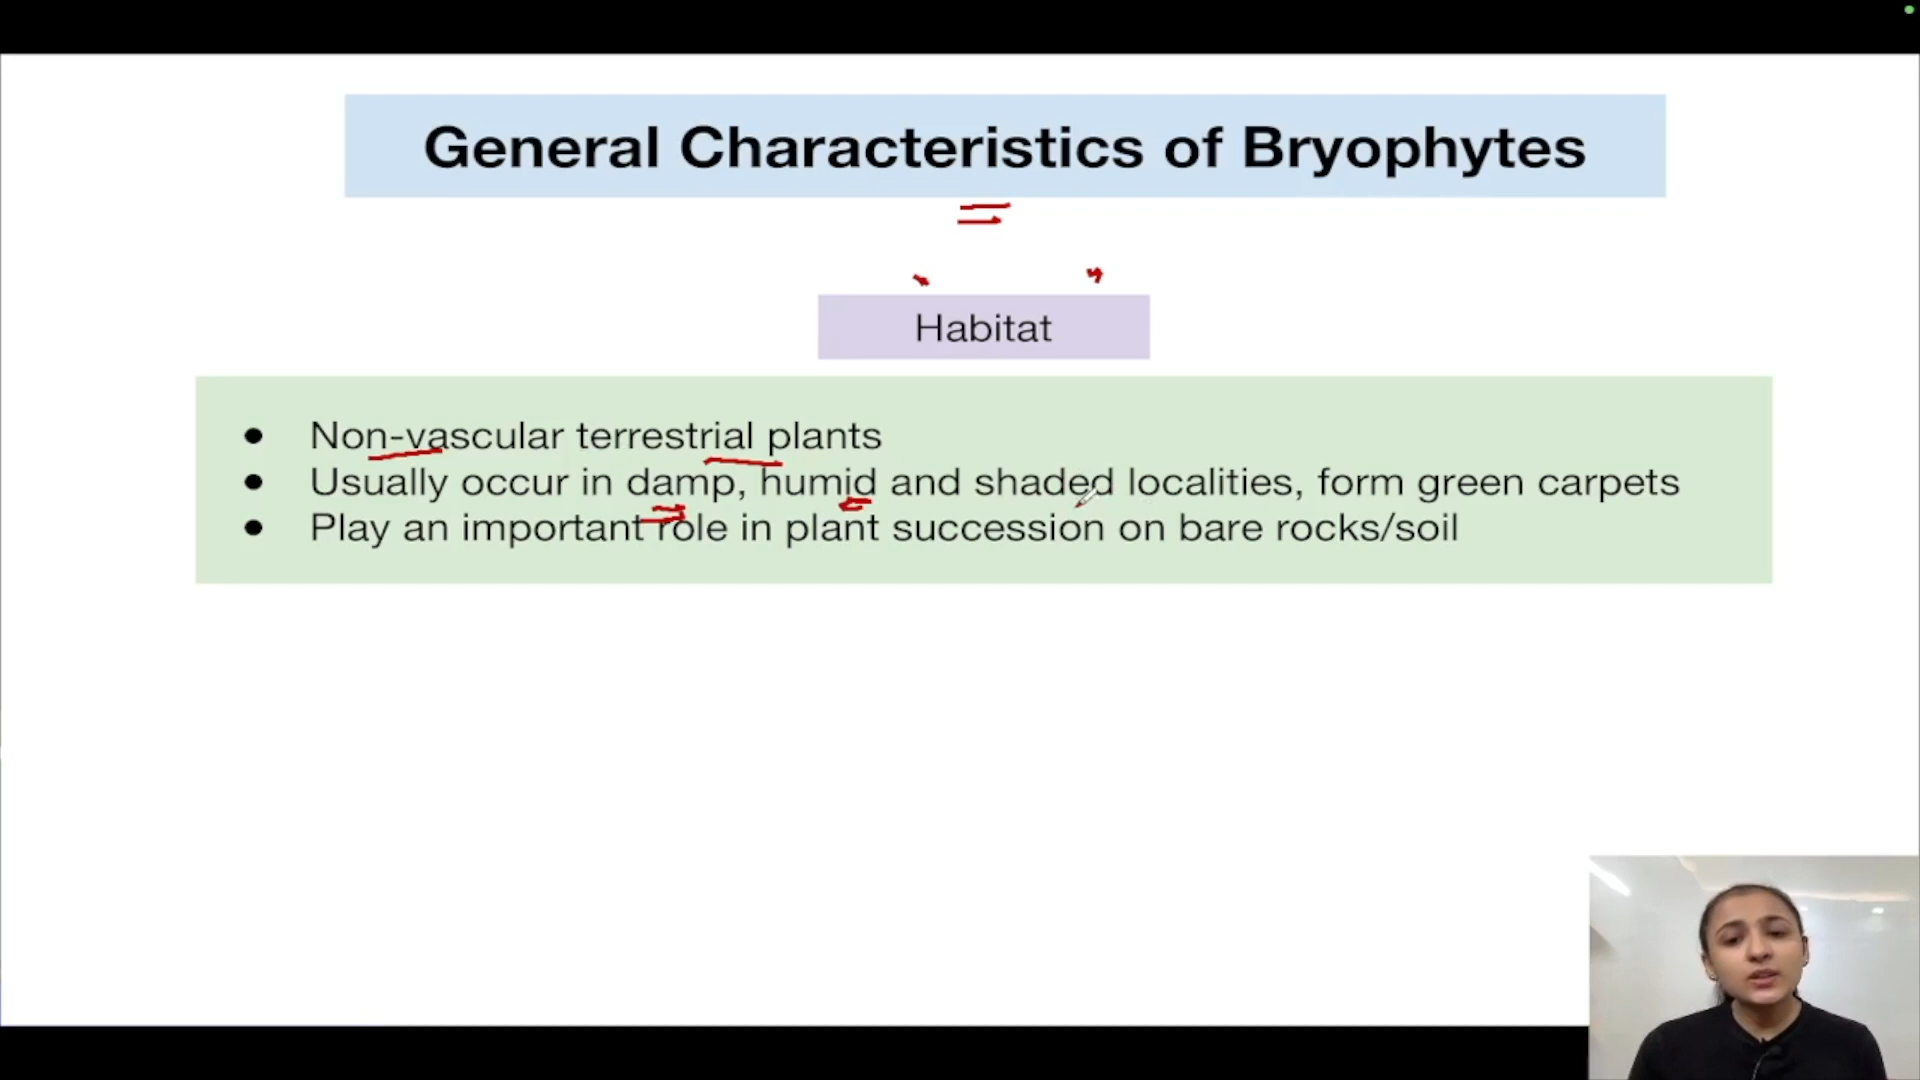 General Characteristics of Bryophytes
Habitat
● Non-vascular terrestrial plants
● Usually occur in damp, humid and shaded localities, form green carpets
● Play an important role in plant succession on bare rocks/soil